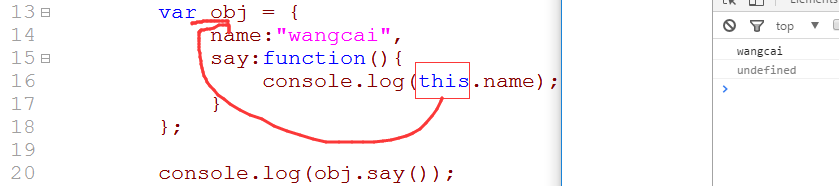 Elements
13 var obj = {
top
14 name:"wangcai",
wangcai
15 say:function(){
undefined
16 console.log(this.name);
17 }
18 };
19
20 console.log(obj.say());